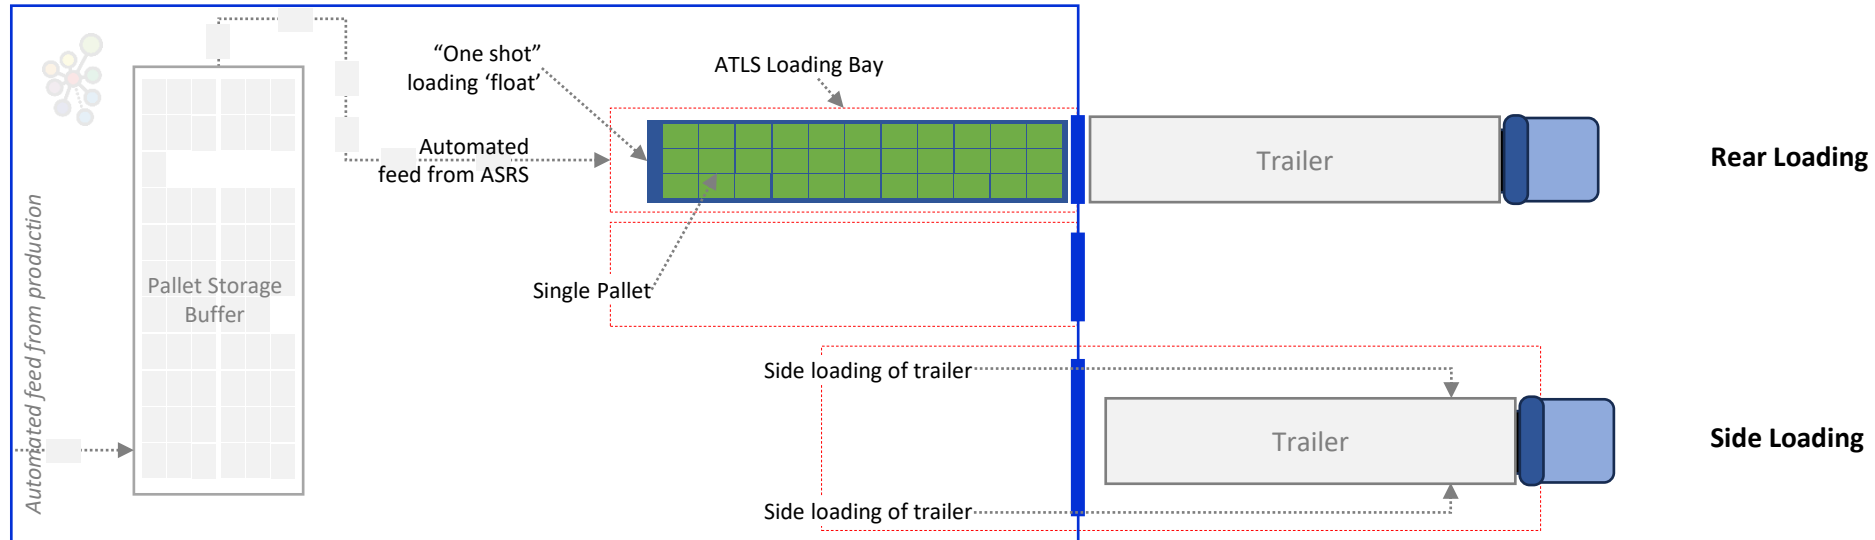 Automated feed from production
Pallet Storage
Buffer
“One shot”
loading ‘float’
ATLS Loading Bay
Automated
feed from ASRS
Single Pallet
Trailer
Rear Loading
Side loading of trailer
Trailer
Side Loading
Side loading of trailer